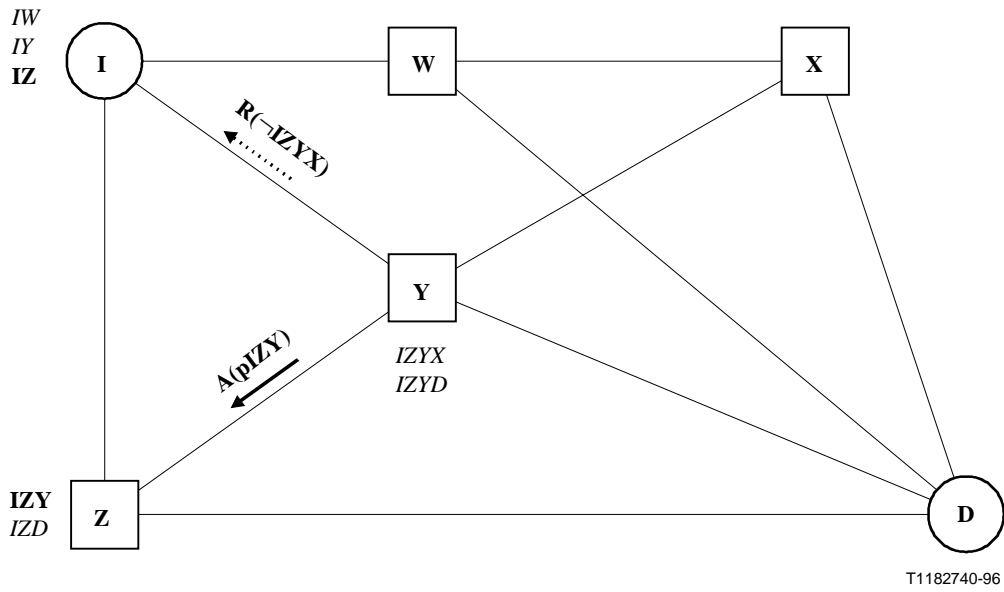 IW
IY
IZ
I
W
X
R(¬IZYX)
Y
A(pIZY)
IZYX
IZYD
IZY
IZD
Z
D
T1182740-96